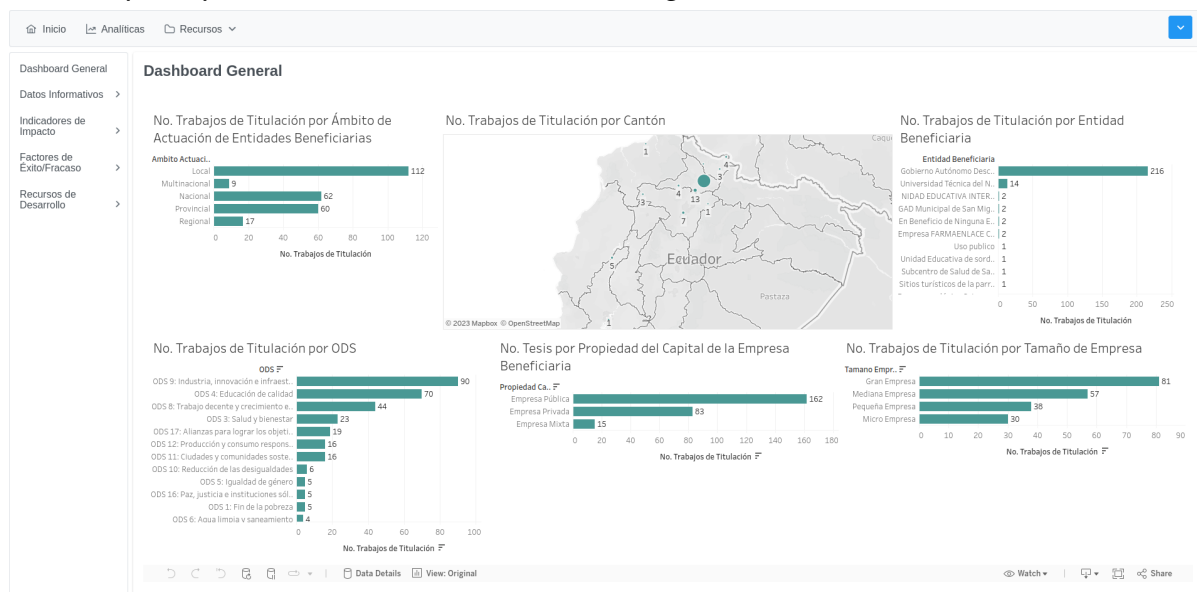 Inicio
Analíticas
Recursos
Dashboard General
Datos Informativos
Indicadores de
Impacto
Factores de
Éxito/Fracaso
Recursos de
Desarrollo
Dashboard General
No. Trabajos de Titulación por Ámbito de
Actuación de Entidades Beneficiarias
Ambito Actuaci..
Local 112
Multinacional 9
Nacional 62
Provincial 60
Regional 17
0 20 40 60 80 100 120
No. Trabajos de Titulación
No. Trabajos de Titulación por Cantón
1
4
3
4
13
3
1
7
5
1
Ecuador
Pastaza
© 2023 Mapbox © OpenStreetMap
No. Trabajos de Titulación por Entidad
Beneficiaria
Entidad Beneficiaria
Gobierno Autónomo Desc.. 216
Universidad Técnica del N.. 14
NIDAD EDUCATIVA INTER.. 2
GAD Municipal de San Mig.. 2
En Beneficio de Ninguna E.. 2
Empresa FARMAENLACE C.. 2
Uso publico 1
Unidad Educativa de sord.. 1
Subcentro de Salud de Sa.. 1
Sitios turísticos de la parr.. 1
0 50 100 150 200 250
No. Trabajos de Titulación
No. Trabajos de Titulación por ODS
ODS
ODS 9: Industria, innovación e infraest.. 90
ODS 4: Educación de calidad 70
ODS 8: Trabajo decente y crecimiento e.. 44
ODS 3: Salud y bienestar 23
ODS 17: Alianzas para lograr los objeti.. 19
ODS 12: Producción y consumo respons.. 16
ODS 11: Ciudades y comunidades soste.. 16
ODS 10: Reducción de las desigualdades 6
ODS 5: Igualdad de género 5
ODS 16: Paz, justicia e instituciones sól.. 5
ODS 1: Fin de la pobreza 5
ODS 6: Agua limpia y saneamiento 4
0 20 40 60 80 100
No. Trabajos de Titulación
No. Tesis por Propiedad del Capital de la Empresa
Beneficiaria
Propiedad Ca..
Empresa Pública 162
Empresa Privada 83
Empresa Mixta 15
0 20 40 60 80 100 120 140 160 180
No. Trabajos de Titulación
No. Trabajos de Titulación por Tamaño de Empresa
Tamano Empr..
Gran Empresa 81
Mediana Empresa 57
Pequeña Empresa 38
Micro Empresa 30
0 10 20 30 40 50 60 70 80 90
No. Trabajos de Titulación
Data Details
View: Original
Watch
Share